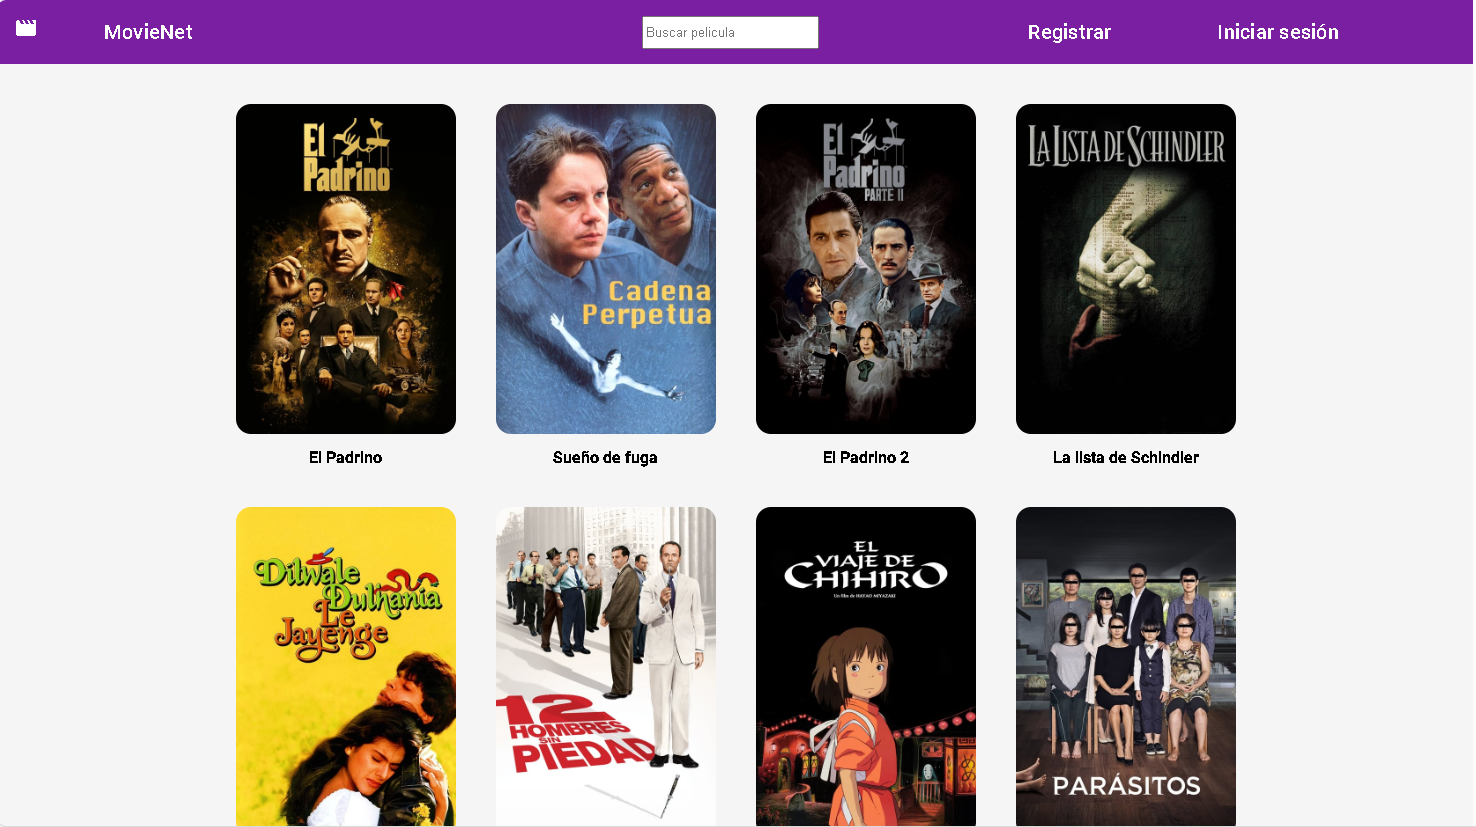 MovieNet
Buscar pelicula
Registrar
Iniciar sesión
El
Padrino
Cadena
Perpetua
El
Padrino
PARTE II
LA LISTA DE SCHINDLER
El Padrino
Sueño de fuga
El Padrino 2
La lista de Schindler
Dilwale
Dulhania
Le
Jayenge
12
HOMBRES
SIN
PIEDAD
EL
VIAJE DE
CHIHIRO
Un film de HAYAO MIYAZAKI
PARÁSITOS